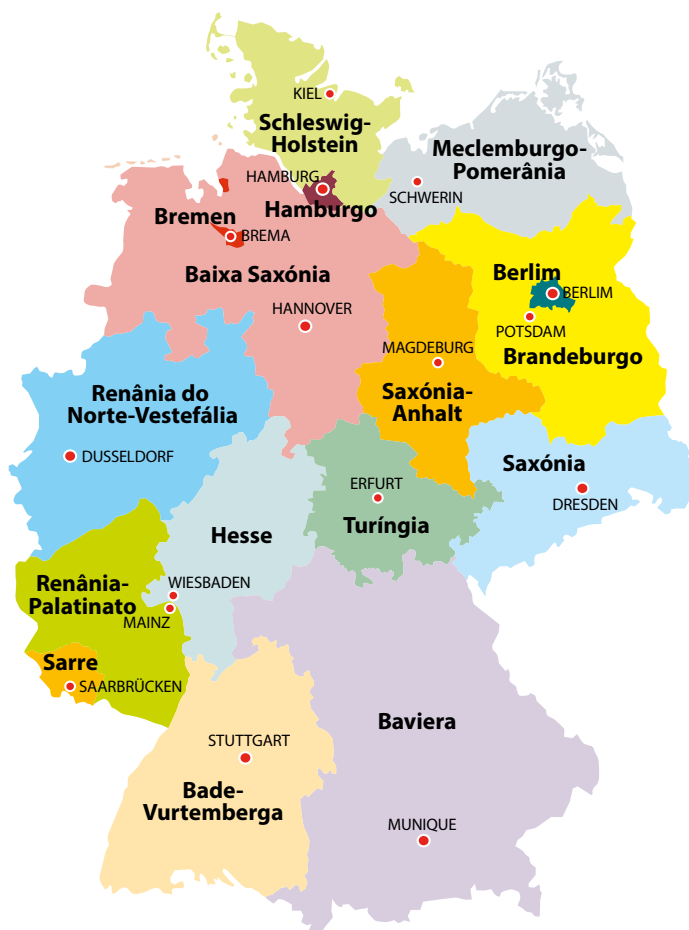 KIEL
Schleswig-
Holstein
Meclemburgo-
Pomerânia
HAMBURG
SCHWERIN
Hamburgo
Bremen
BREMA
Baixa Saxónia
Berlim
BERLIM
HANNOVER
POTSDAM
MAGDEBURG
Brandeburgo
Renânia do
Norte-Vestefália
Saxónia-
Anhalt
DUSSELDORF
Saxónia
ERFURT
DRESDEN
Turíngia
Hesse
Renânia-
Palatinato
WIESBADEN
MAINZ
Sarre
SAARBRÜCKEN
Baviera
STUTTGART
Bade-
Vurtemberga
MUNIQUE